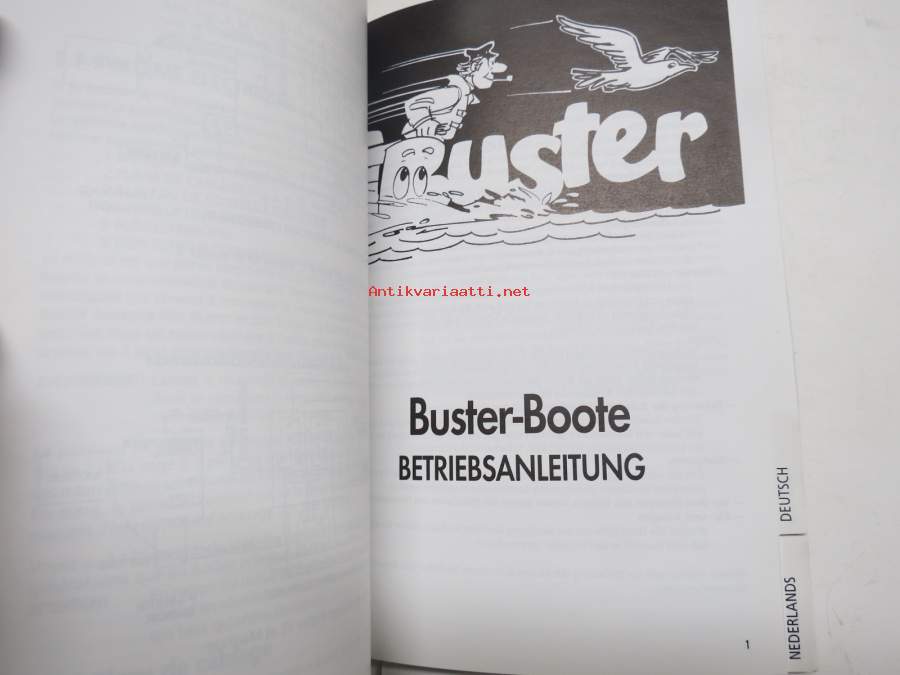 Buster
Antikvariaatti.net
Buster-Boote
BETRIEBSANLEITUNG
DEUTSCH
NEDERLANDS
1